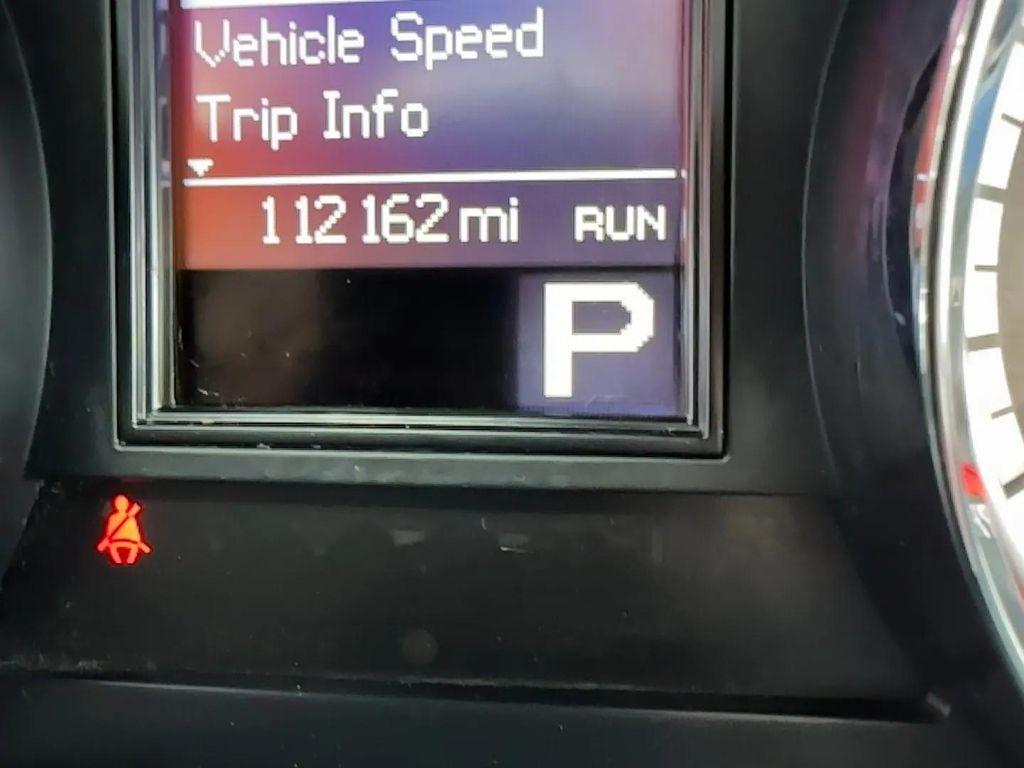 Vehicle Speed
Trip Info
112162 mi RUN
P